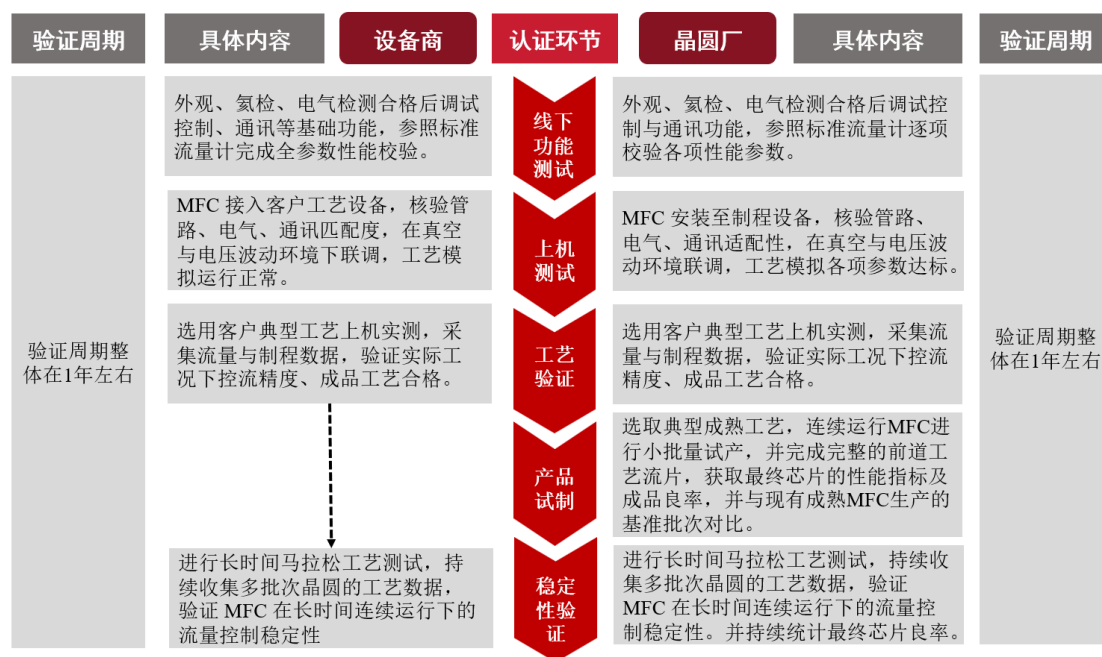 验证周期 具体内容 设备商 认证环节 晶圆厂 具体内容 验证周期
验证周期整
体在1年左右
外观、氦检、电气检测合格后调试
控制、通讯等基础功能，参照标准
流量计完成全参数性能校验。
线下
功能
测试
外观、氦检、电气检测合格后调试控
制与通讯功能，参照标准流量计逐项
校验各项性能参数。
MFC 接入客户工艺设备，核验管
路、电气、通讯匹配度，在真空
与电压波动环境下联调，工艺模
拟运行正常。
上机
测试
MFC 安装至制程设备，核验管路、
电气、通讯适配性，在真空与电压波
动环境联调，工艺模拟各项参数达标。
选用客户典型工艺上机实测，采
集流量与制程数据，验证实际工
况下控流精度、成品工艺合格。
工艺
验证
选用客户典型工艺上机实测，采集流
量与制程数据，验证实际工况下控流
精度、成品工艺合格。
产品
试制
选取典型成熟工艺，连续运行MFC进
行小批量试产，并完成完整的前道工
艺流片，获取最终芯片的性能指标及
成品良率，并与现有成熟MFC生产的
基准批次对比。
进行长时间马拉松工艺测试，持
续收集多批次晶圆的工艺数据，
验证 MFC 在长时间连续运行下的
流量控制稳定性
稳定
性验
证
进行长时间马拉松工艺测试，持续收
集多批次晶圆的工艺数据，验证
MFC 在长时间连续运行下的流量控
制稳定性。并持续统计最终芯片良率。
验证周期整
体在1年左右